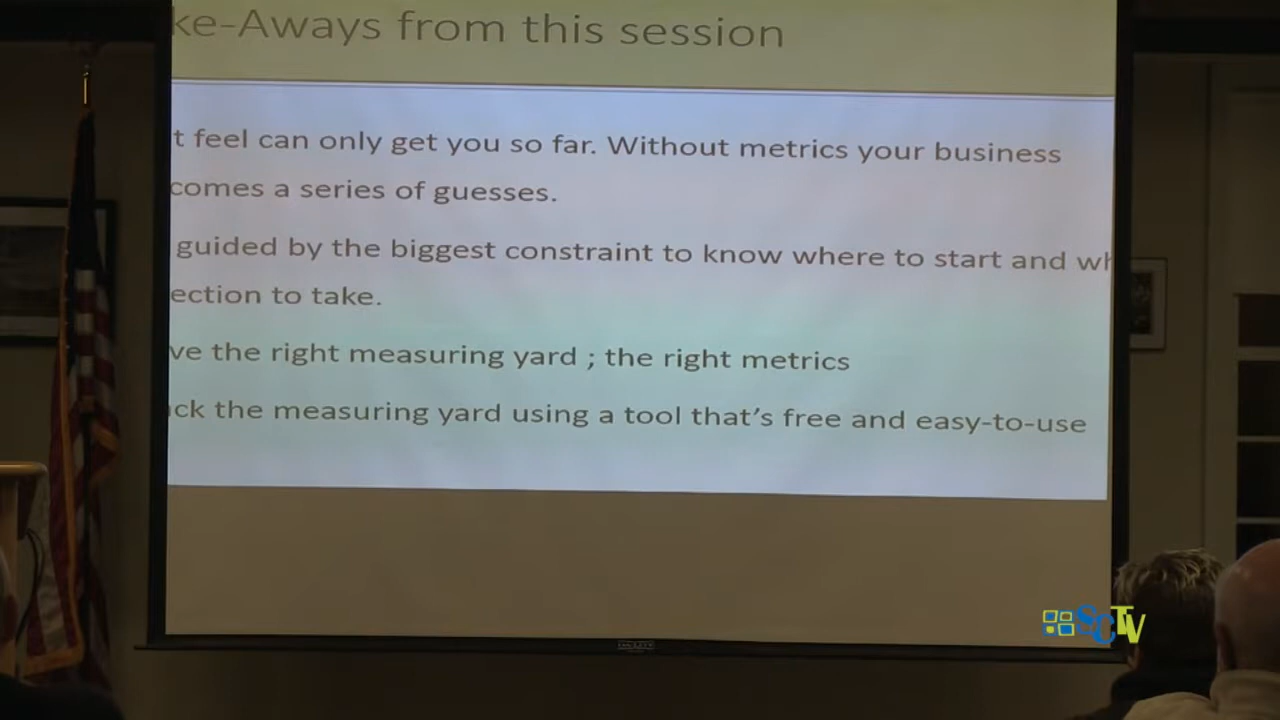 ke-Aways from this session
t feel can only get you so far. Without metrics your business
comes a series of guesses.
guided by the biggest constraint to know where to start and wh
ection to take.
ve the right measuring yard ; the right metrics
ck the measuring yard using a tool that's free and easy-to-use
SCTV